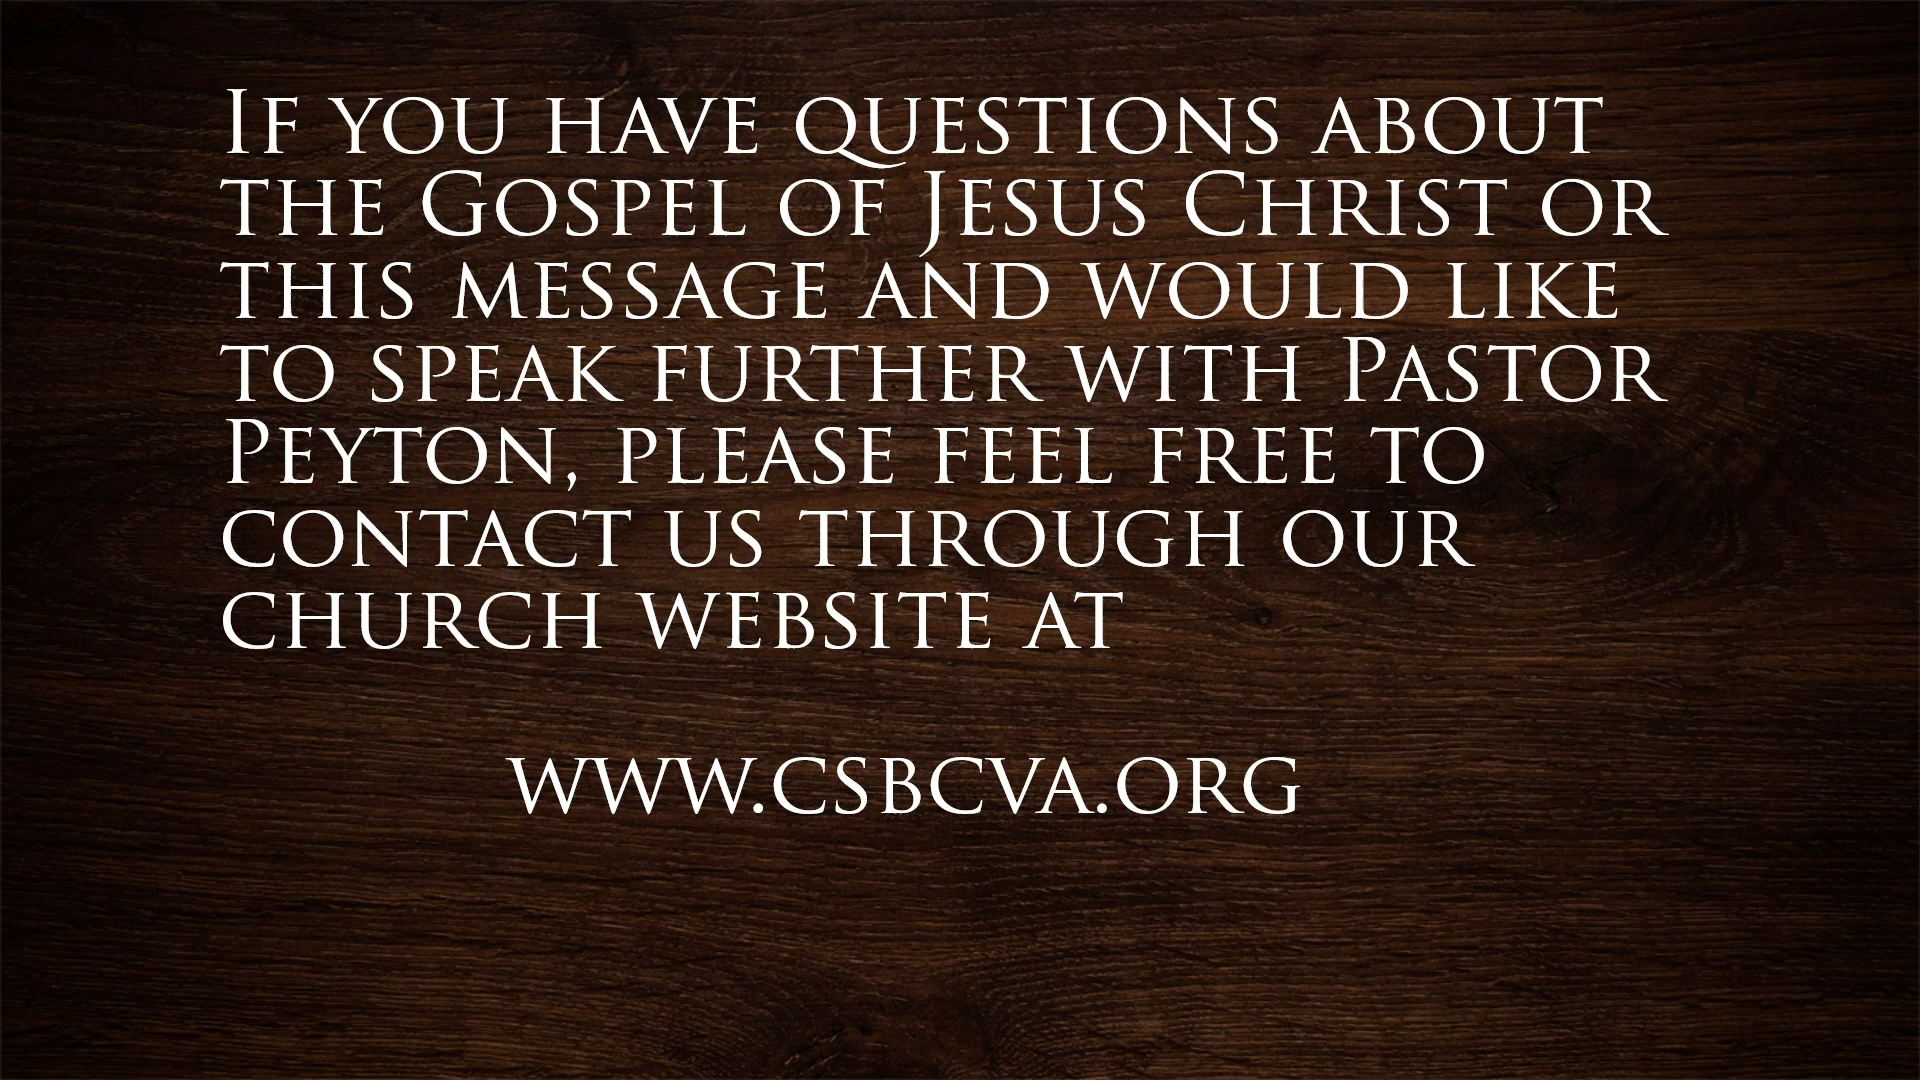 If you have questions about
the Gospel of Jesus Christ or
this message and would like
to speak further with Pastor
Peyton, please feel free to
contact us through our
church website at
www.csbcva.org